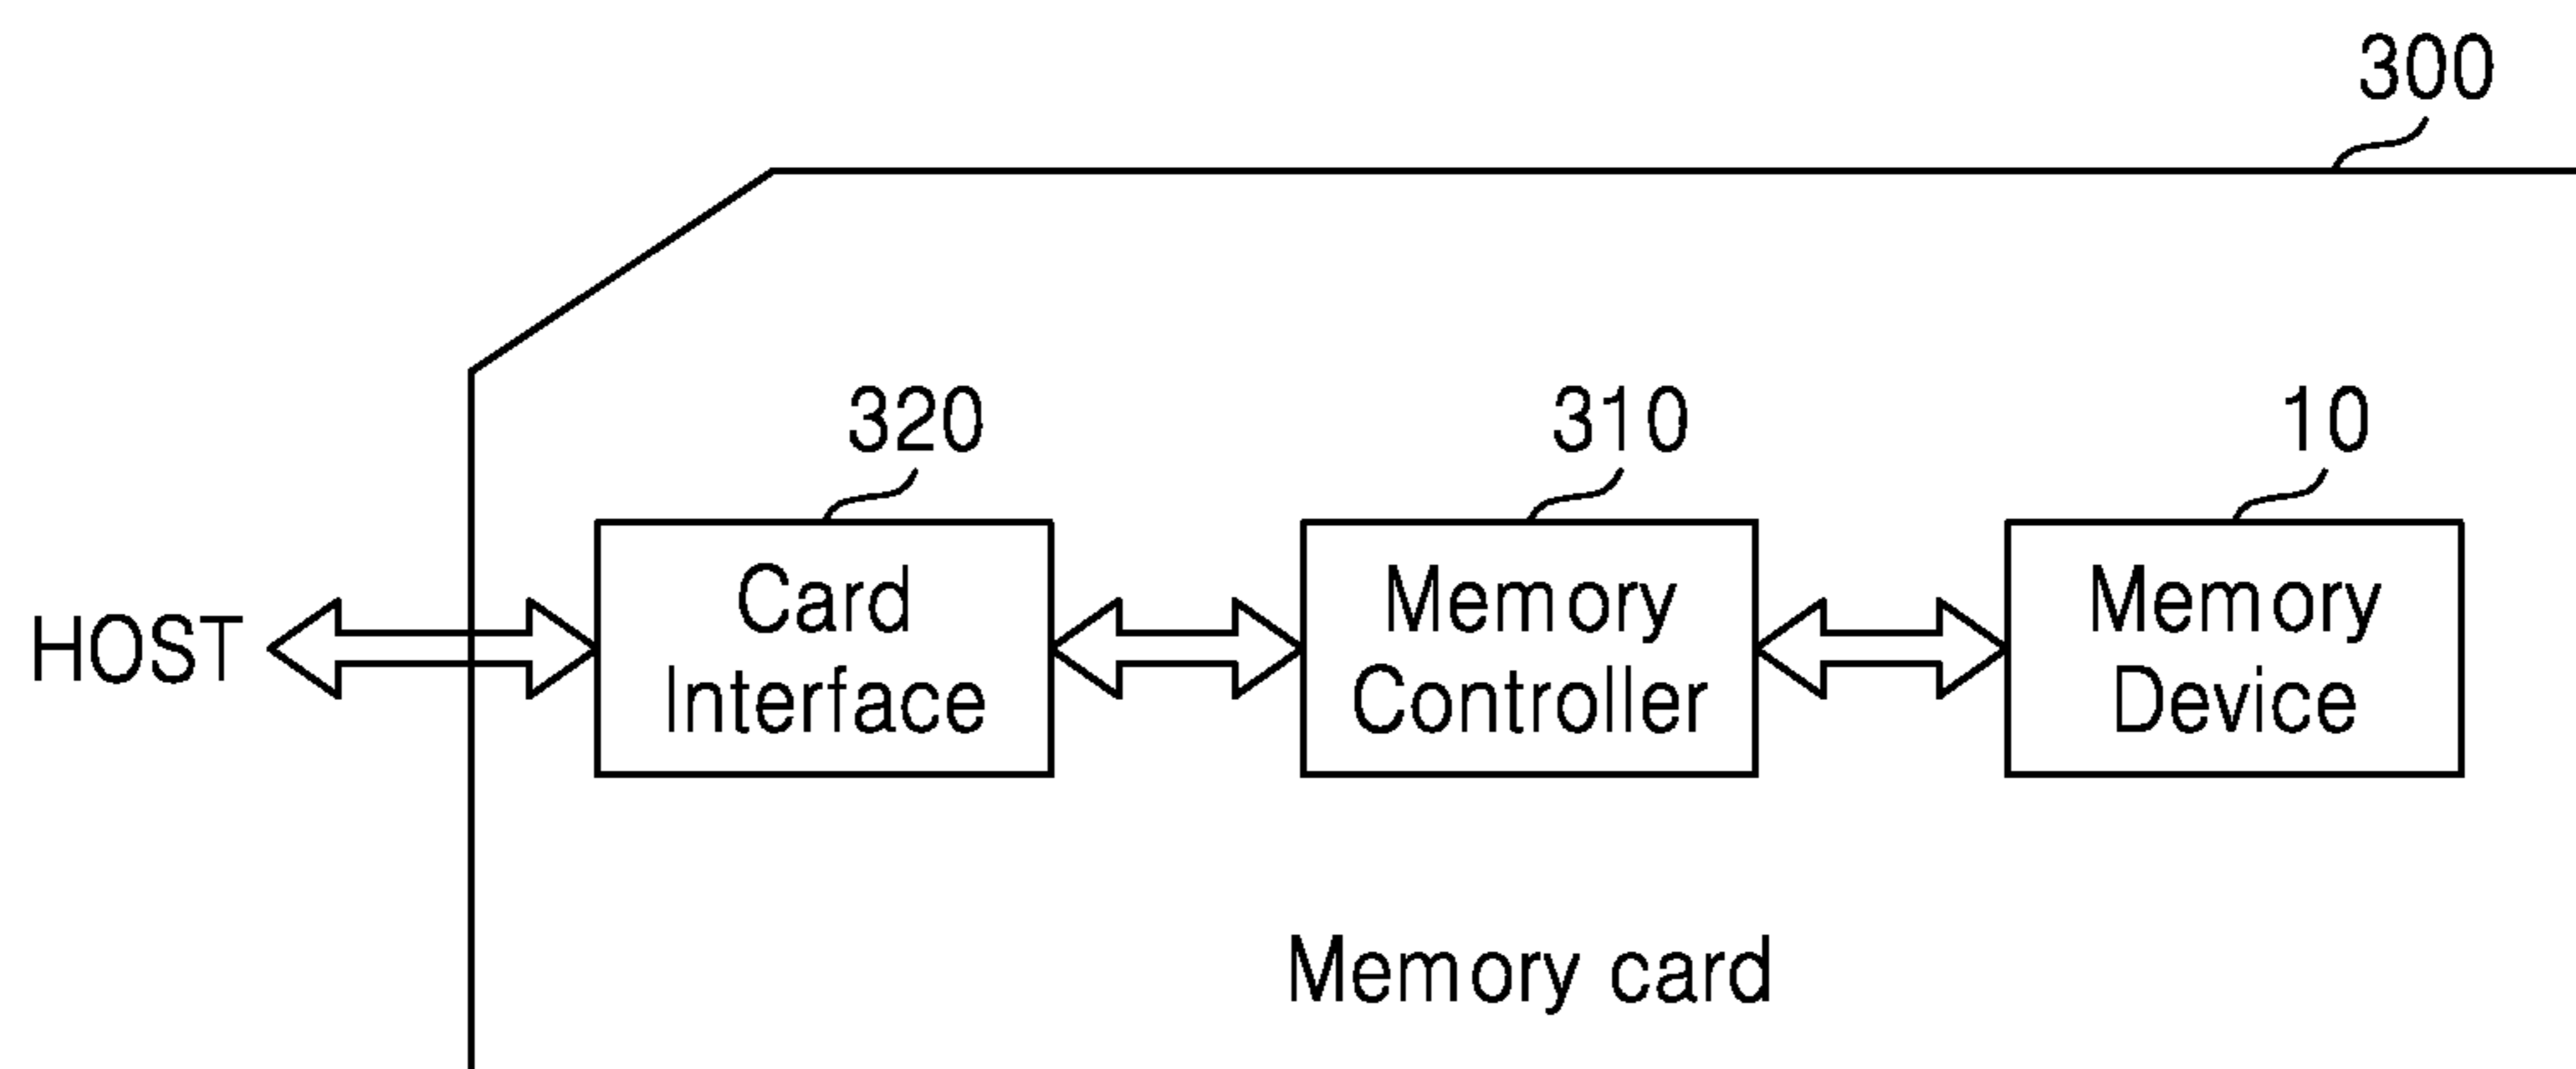 300
320
310
10
HOST
Card
Interface
Memory
Controller
Memory
Device
Memory card